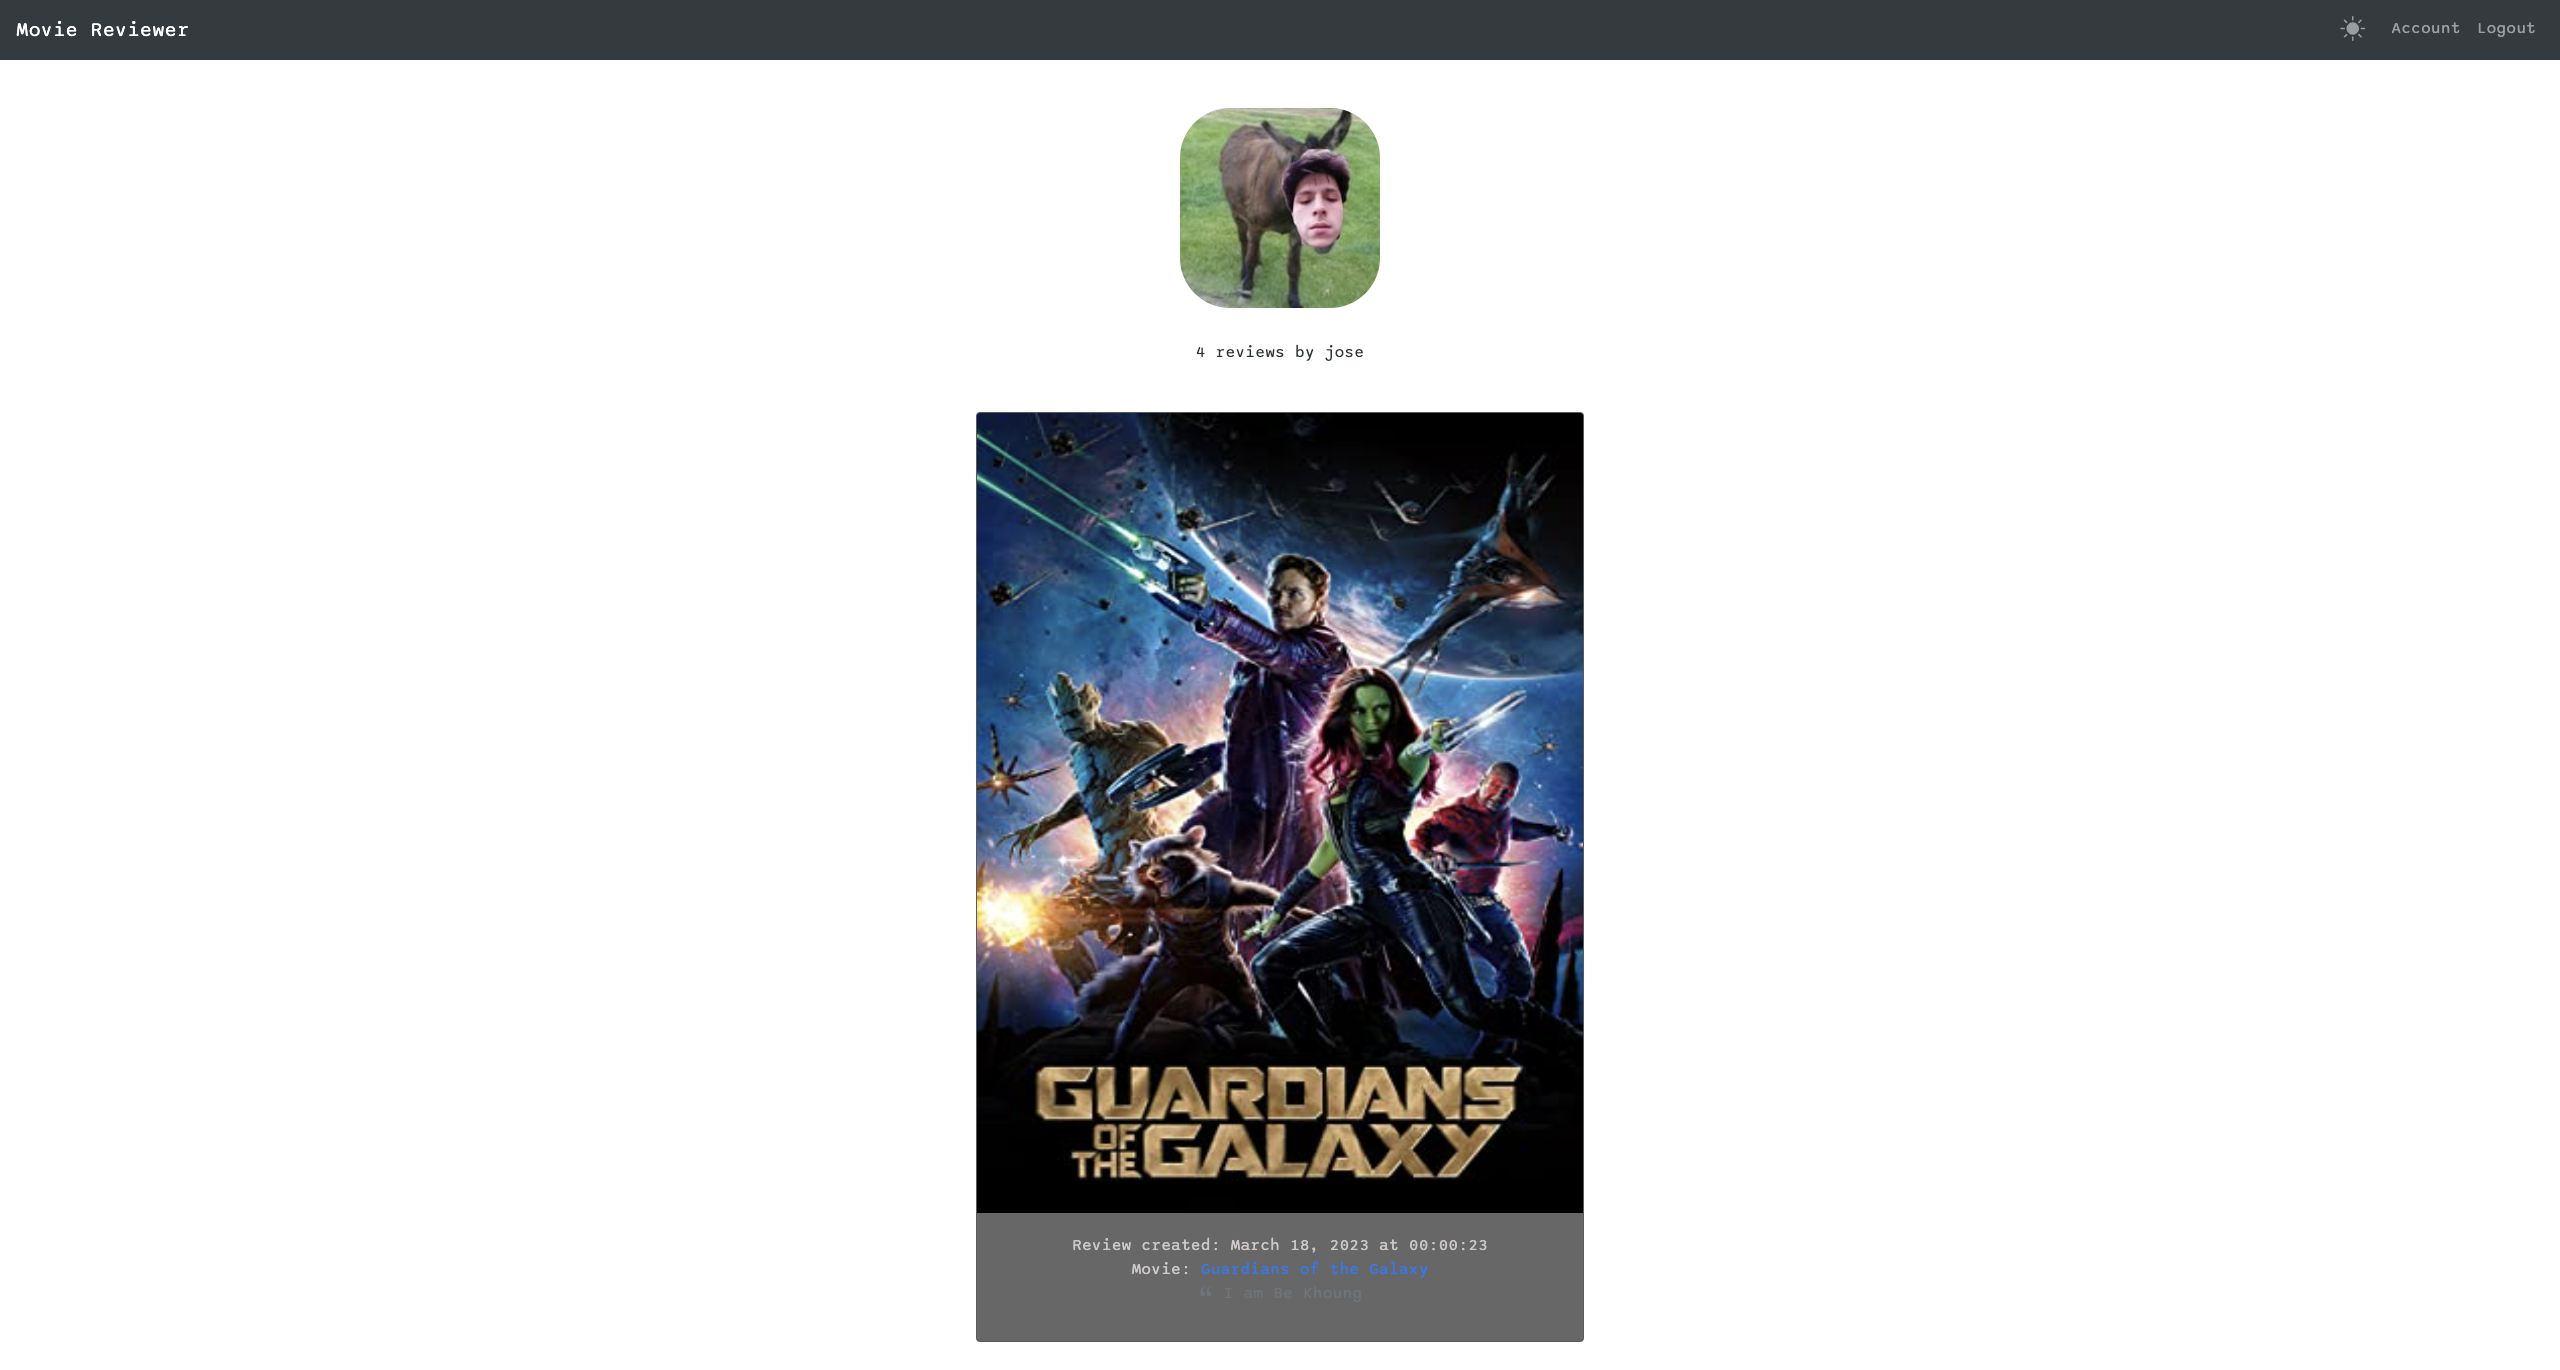 Movie Reviewer
Account Logout
4 reviews by jose
GUARDIANS
OF THE GALAXY
Review created: March 18, 2023 at 00:00:23
Movie: Guardians of the Galaxy
“ I am Be Khoung